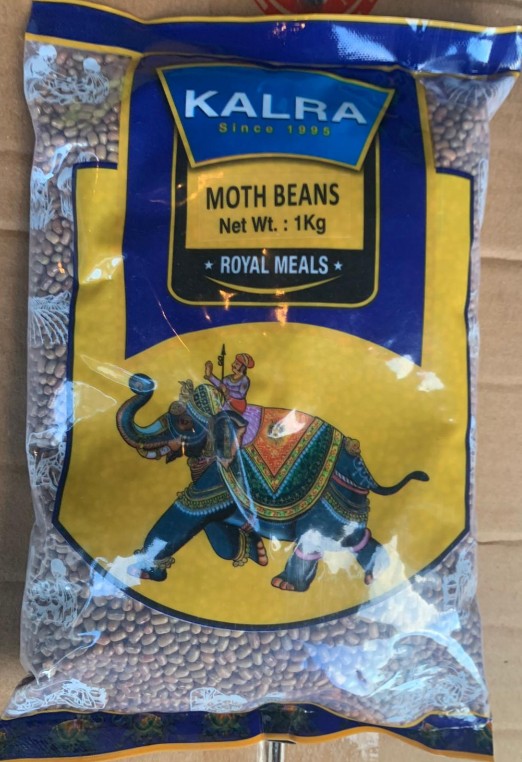 KALRA
Since 1995
MOTH BEANS
Net Wt. : 1Kg
★ ROYAL MEALS ★